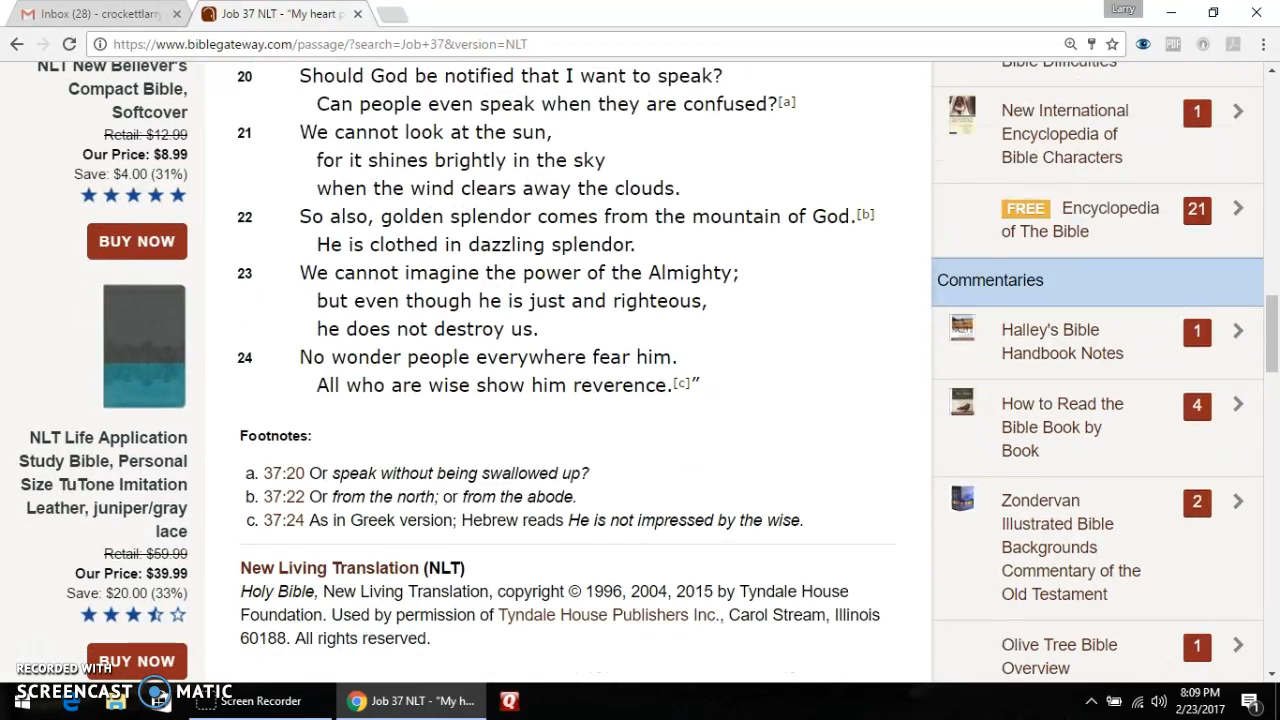 Inbox (28) - crockettlarr
Job 37 NLT - "My heart p
Larry
https://www.biblegateway.com/passage/?search=Job+37&version=NLT
NLT New Believer's
Compact Bible,
Softcover
Retail: $12.99
Our Price: $8.99
Save: $4.00 (31%)
BUY NOW
NLT Life Application
Study Bible, Personal
Size TuTone Imitation
Leather, juniper/gray
lace
Retail: $59.99
Our Price: $39.99
Save: $20.00 (33%)
BUY NOW
20 Should God be notified that I want to speak?
Can people even speak when they are confused?[a]
21 We cannot look at the sun,
for it shines brightly in the sky
when the wind clears away the clouds.
22 So also, golden splendor comes from the mountain of God.[b]
He is clothed in dazzling splendor.
23 We cannot imagine the power of the Almighty;
but even though he is just and righteous,
he does not destroy us.
24 No wonder people everywhere fear him.
All who are wise show him reverence.[c]”
Footnotes:
a. 37:20 Or speak without being swallowed up?
b. 37:22 Or from the north; or from the abode.
c. 37:24 As in Greek version; Hebrew reads He is not impressed by the wise.
New Living Translation (NLT)
Holy Bible, New Living Translation, copyright © 1996, 2004, 2015 by Tyndale House
Foundation. Used by permission of Tyndale House Publishers Inc., Carol Stream, Illinois
60188. All rights reserved.
Bible Difficulties
New International
Encyclopedia of
Bible Characters
1
FREE Encyclopedia
of The Bible
21
Commentaries
Halley's Bible
Handbook Notes
1
How to Read the
Bible Book by
Book
4
Zondervan
Illustrated Bible
Backgrounds
Commentary of the
Old Testament
2
Olive Tree Bible
Overview
1
RECORDED WITH
SCREENCAST MATIC
Screen Recorder
Job 37 NLT - "My h...
8:09 PM
2/23/2017